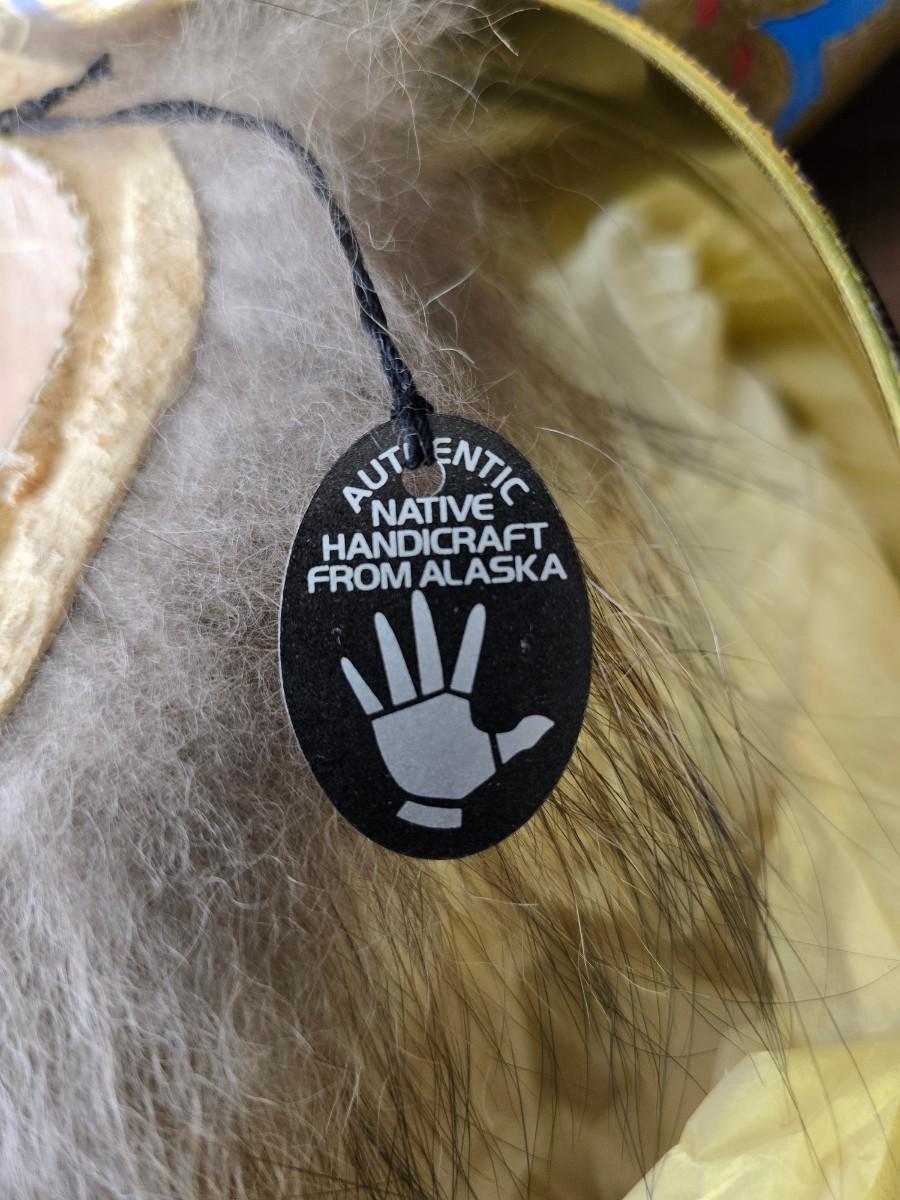 AUTHENTIC
NATIVE
HANDICRAFT
FROM ALASKA